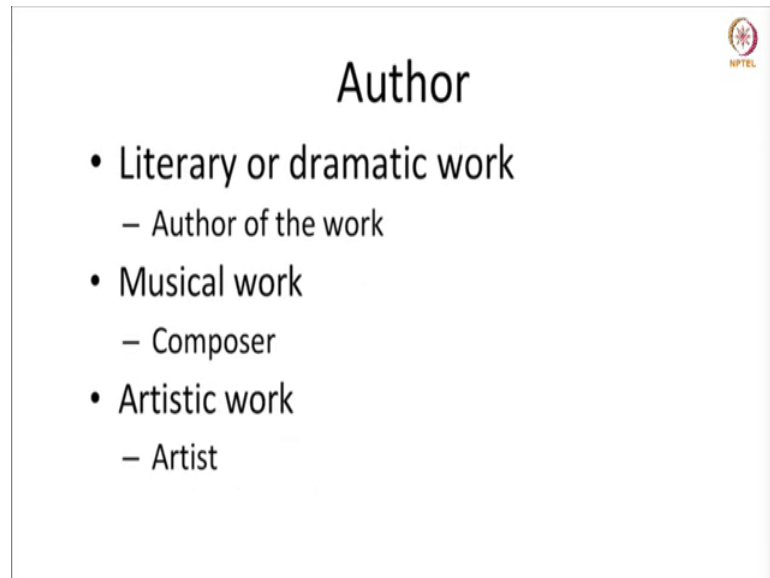 NPTEL
Author
• Literary or dramatic work
– Author of the work
• Musical work
– Composer
• Artistic work
– Artist